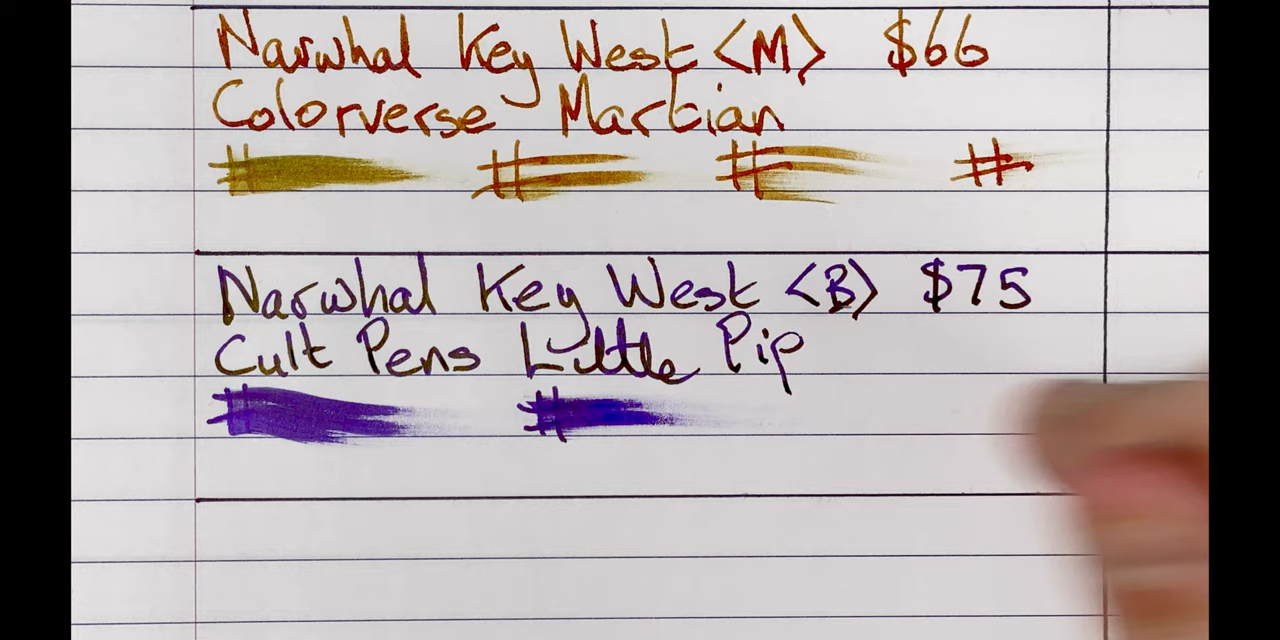 Narwhal Key West <M> $66
Colorverse Martian
# # # #
Narwhal Key West <B> $75
Cult Pens Little Pip
# #